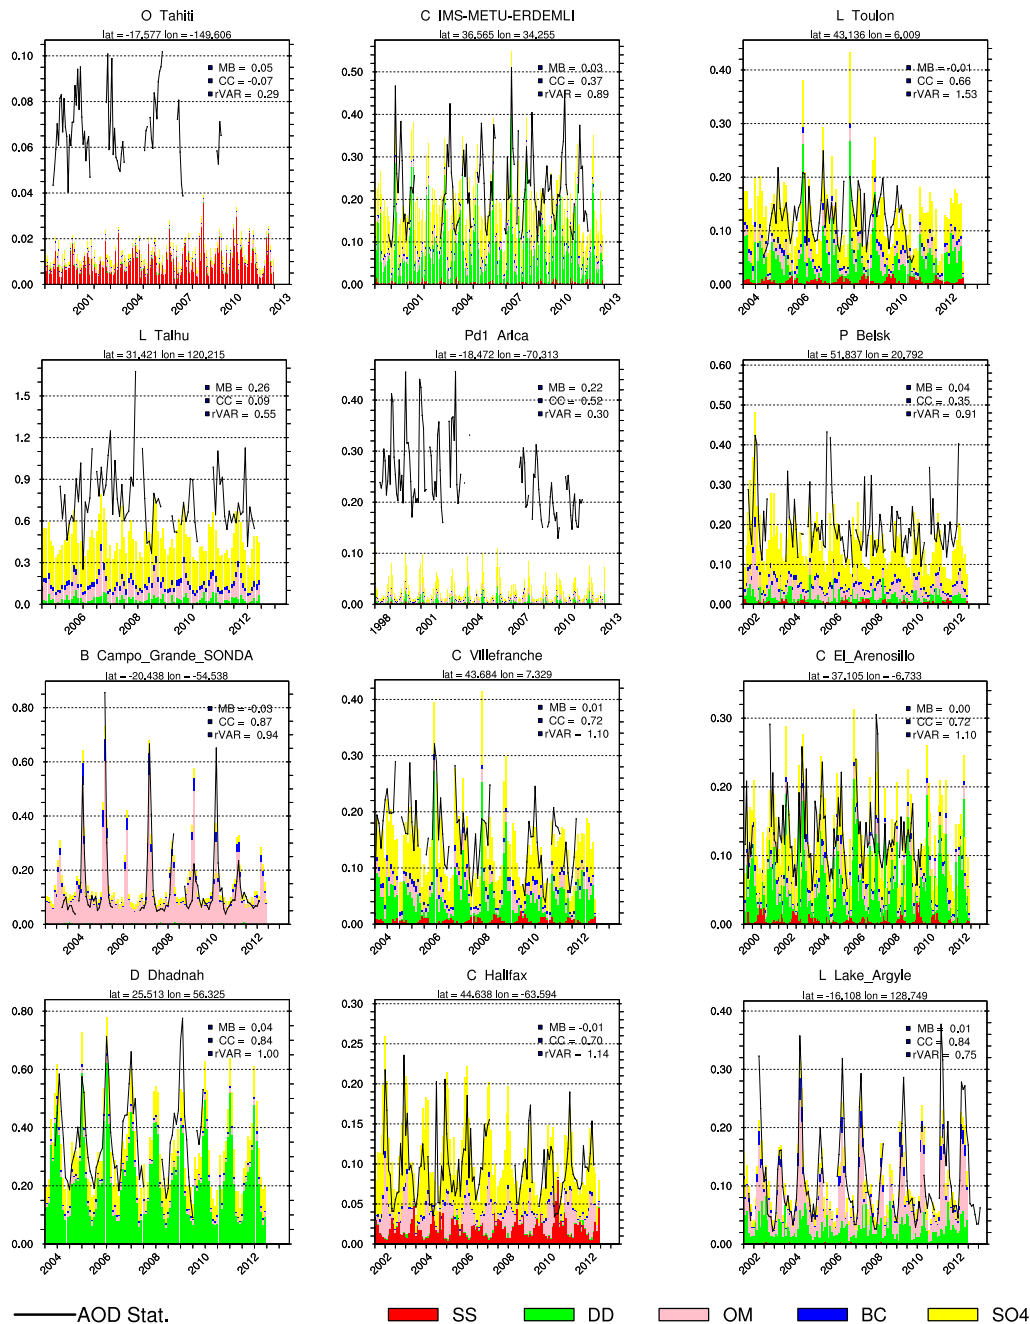 O Tahiti
lat = -17.577 lon = -149.606
MB = 0.05
CC = -0.07
rVAR = 0.29
0.10
0.08
0.06
0.04
0.02
0.00
2001 2004 2007 2010 2013
C IMS-METU-ERDEMLI
lat = 36.565 lon = 34.255
MB = 0.03
CC = 0.37
rVAR = 0.89
0.50
0.40
0.30
0.20
0.10
0.00
2001 2004 2007 2010 2013
L Toulon
lat = 43.136 lon = 6.009
MB = -0.01
CC = 0.66
rVAR = 1.53
0.40
0.30
0.20
0.10
0.00
2004 2006 2008 2010 2012
L Taihu
lat = 31.421 lon = 120.215
MB = 0.26
CC = 0.09
rVAR = 0.55
1.5
1.2
0.9
0.6
0.3
0.0
2006 2008 2010 2012
Pd1 Arica
lat = -18.472 lon = -70.313
MB = 0.22
CC = 0.52
rVAR = 0.30
0.40
0.30
0.20
0.10
0.00
1998 2001 2004 2007 2010 2013
P Belsk
lat = 51.837 lon = 20.792
MB = 0.04
CC = 0.35
rVAR = 0.91
0.60
0.50
0.40
0.30
0.20
0.10
0.00
2002 2004 2006 2008 2010 2012
B Campo_Grande_SONDA
lat = -20.438 lon = -54.538
MB = -0.03
CC = 0.87
rVAR = 0.94
0.80
0.60
0.40
0.20
0.00
2004 2006 2008 2010 2012
C Villefranche
lat = 43.684 lon = 7.329
MB = 0.01
CC = 0.72
rVAR = 1.10
0.40
0.30
0.20
0.10
0.00
2004 2006 2008 2010 2012
C El_Arenosillo
lat = 37.105 lon = -6.733
MB = 0.00
CC = 0.72
rVAR = 1.10
0.30
0.20
0.10
0.00
2000 2002 2004 2006 2008 2010 2012
D Dhadnah
lat = 25.513 lon = 56.325
MB = 0.04
CC = 0.84
rVAR = 1.00
0.80
0.60
0.40
0.20
0.00
2004 2006 2008 2010 2012
C Halifax
lat = 44.638 lon = -63.594
MB = -0.01
CC = 0.70
rVAR = 1.14
0.30
0.25
0.20
0.15
0.10
0.05
0.00
2002 2004 2006 2008 2010 2012
L Lake_Argyle
lat = -16.108 lon = 128.749
MB = 0.01
CC = 0.84
rVAR = 0.75
0.40
0.30
0.20
0.10
0.00
2002 2004 2006 2008 2010 2012
AOD Stat. SS DD OM BC SO4